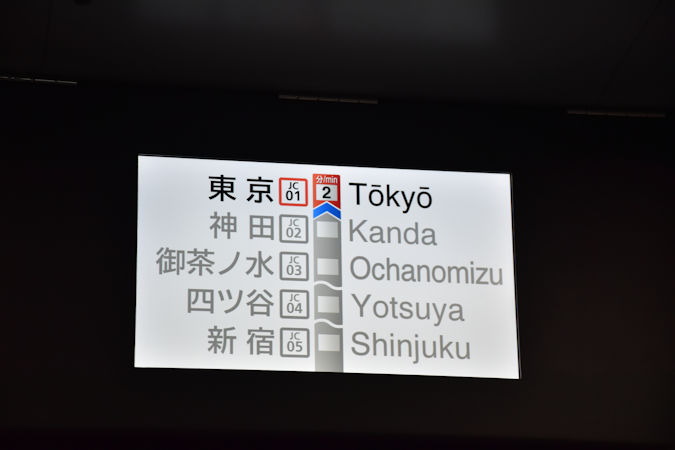 東京 JC 01 分/min 2 Tōkyō
神田 JC 02 Kanda
御茶ノ水 JC 03 Ochanomizu
四ツ谷 JC 04 Yotsuya
新宿 JC 05 Shinjuku